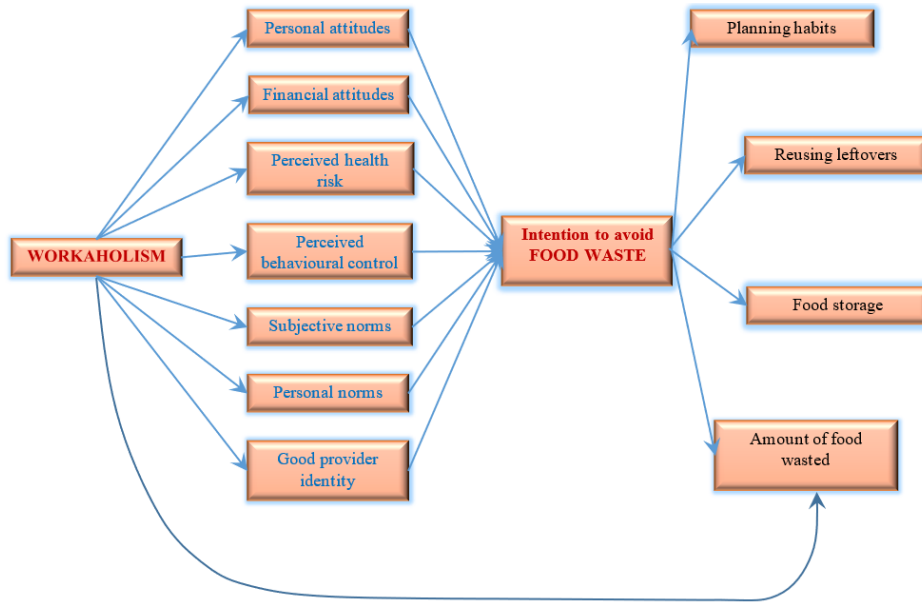 WORKAHOLISM
Personal attitudes
Financial attitudes
Perceived health
risk
Perceived
behavioural control
Subjective norms
Personal norms
Good provider
identity
Intention to avoid
FOOD WASTE
Planning habits
Reusing leftovers
Food storage
Amount of food
wasted